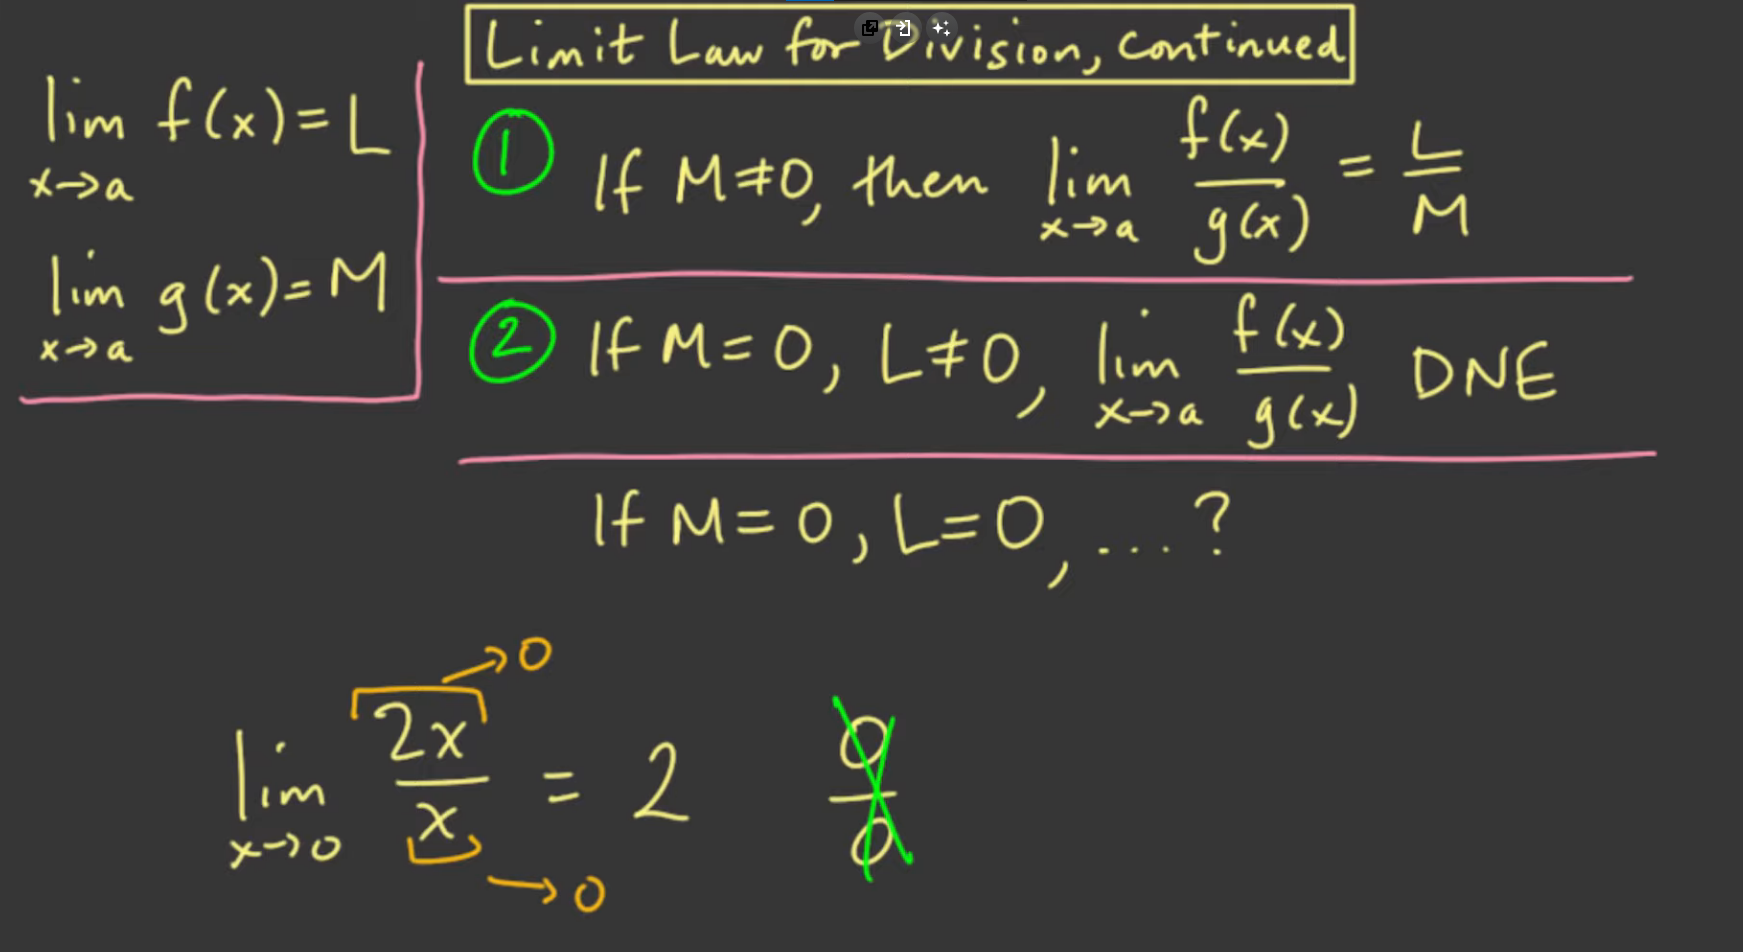 Limit Law for Division, continued
lim f(x) = L
x→a
lim g(x) = M
x→a
① If M≠0, then lim f(x)/g(x) = L/M
x→a
② If M=0, L≠0, lim f(x)/g(x) DNE
x→a
If M=0, L=0, ... ?
→0
lim 2x/x = 2 0/0
x→0
→0